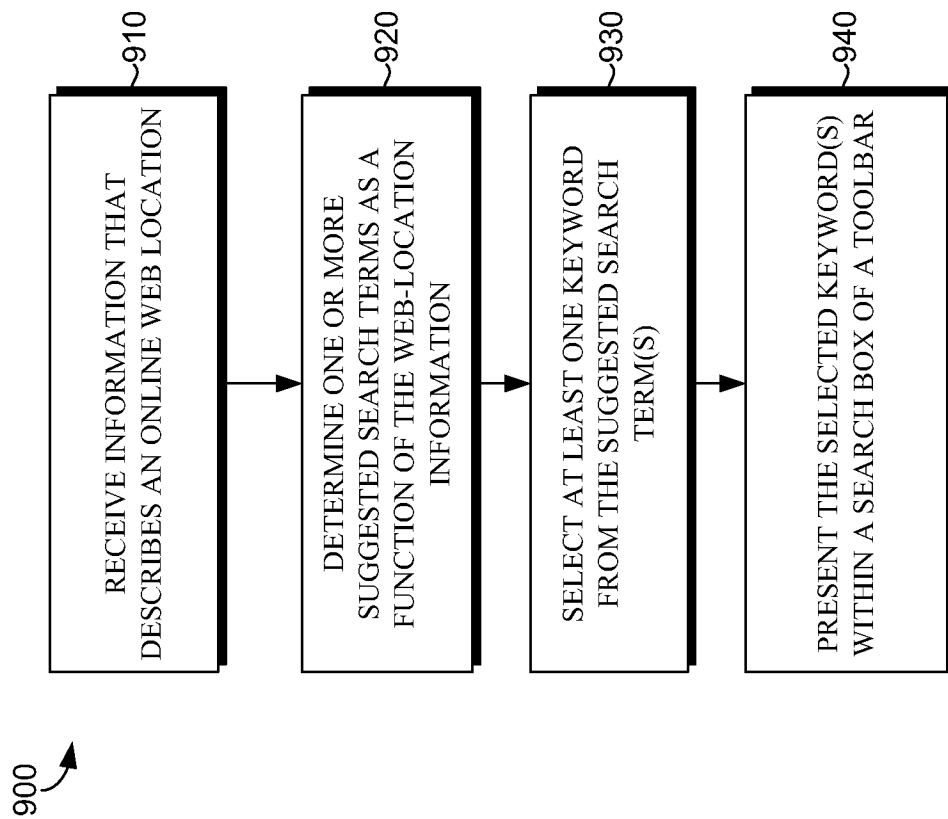 900
910
RECEIVE INFORMATION THAT
DESCRIBES AN ONLINE WEB LOCATION
920
DETERMINE ONE OR MORE
SUGGESTED SEARCH TERMS AS A
FUNCTION OF THE WEB-LOCATION
INFORMATION
930
SELECT AT LEAST ONE KEYWORD
FROM THE SUGGESTED SEARCH
TERM(S)
940
PRESENT THE SELECTED KEYWORD(S)
WITHIN A SEARCH BOX OF A TOOLBAR